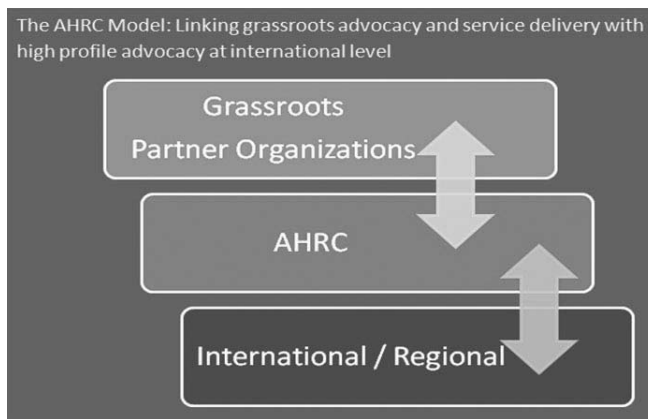 The AHRC Model: Linking grassroots advocacy and service delivery with
high profile advocacy at international level
Grassroots
Partner Organizations
AHRC
International / Regional